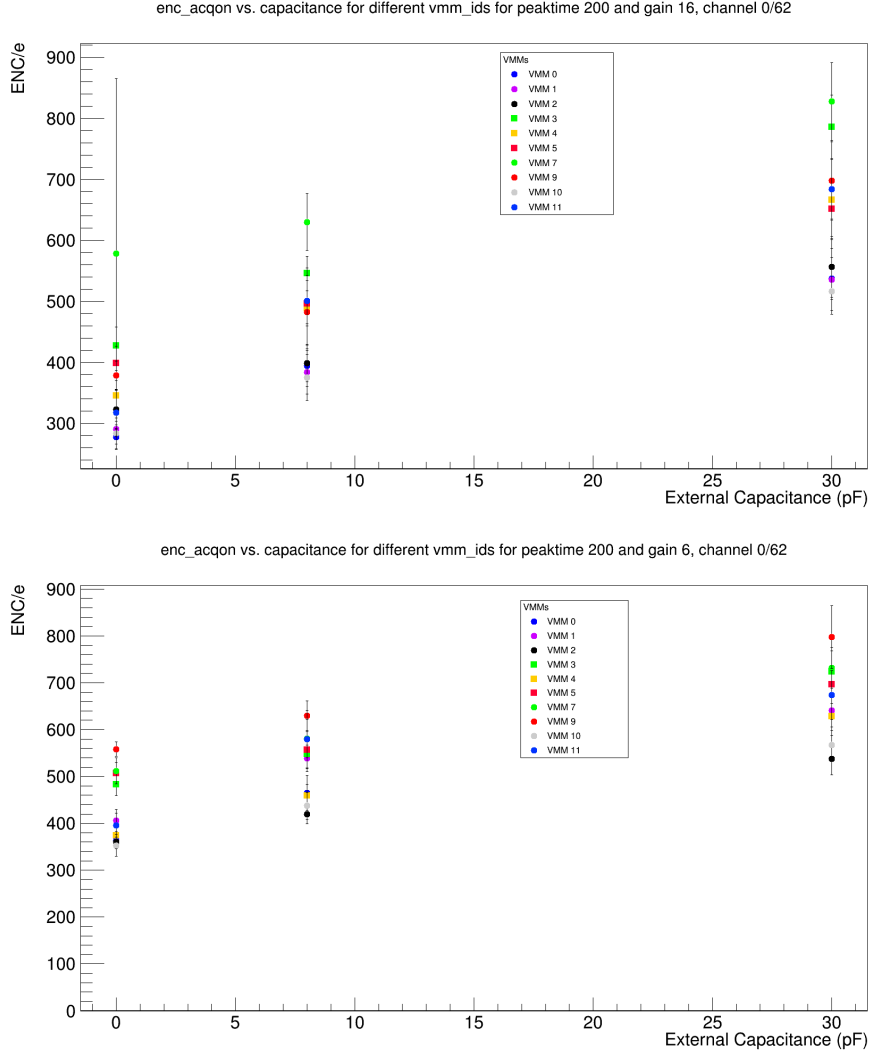 enc_acqon vs. capacitance for different vmm_ids for peaktime 200 and gain 16, channel 0/62
ENC/e
900
800
700
600
500
400
300
VMMs
VMM 0
VMM 1
VMM 2
VMM 3
VMM 4
VMM 5
VMM 7
VMM 9
VMM 10
VMM 11
0 5 10 15 20 25 30
External Capacitance (pF)
enc_acqon vs. capacitance for different vmm_ids for peaktime 200 and gain 6, channel 0/62
ENC/e
900
800
700
600
500
400
300
200
100
0
VMMs
VMM 0
VMM 1
VMM 2
VMM 3
VMM 4
VMM 5
VMM 7
VMM 9
VMM 10
VMM 11
0 5 10 15 20 25 30
External Capacitance (pF)